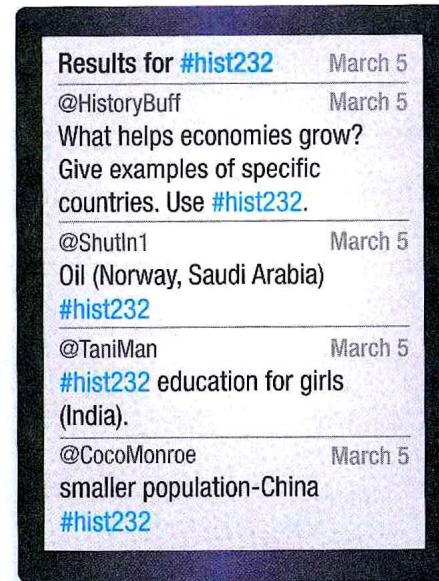 Results for #hist232 March 5
@HistoryBuff March 5
What helps economies grow?
Give examples of specific
countries. Use #hist232.
@ShutIn1 March 5
Oil (Norway, Saudi Arabia)
#hist232
@TaniMan March 5
#hist232 education for girls
(India).
@CocoMonroe March 5
smaller population-China
#hist232